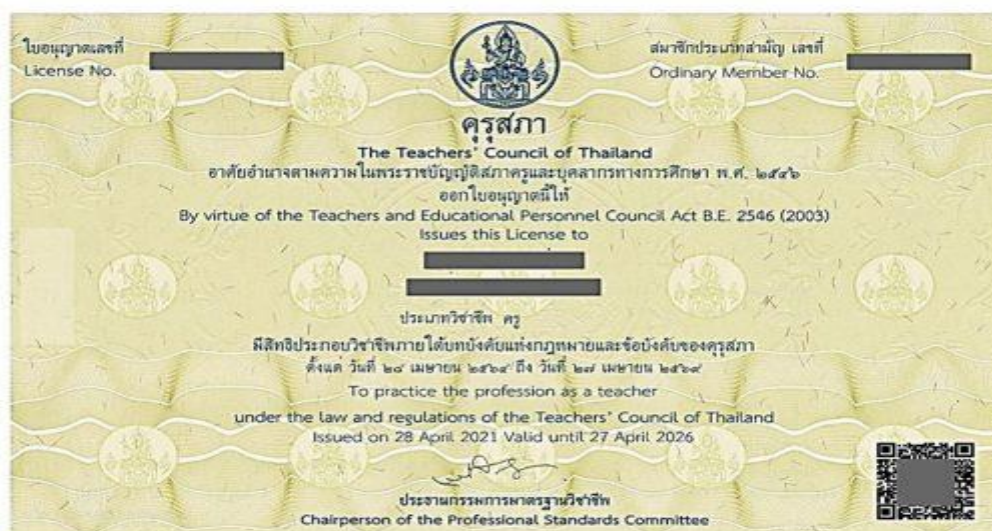 ใบอนุญาตเลขที่
License No.
สมาชิกประเภทสามัญ เลขที่
Ordinary Member No.
คุรุสภา
The Teachers' Council of Thailand
อาศัยอำนาจตามความในพระราชบัญญัติสภาครูและบุคลากรทางการศึกษา พ.ศ. ๒๕๔๖
ออกใบอนุญาตนี้ให้
By virtue of the Teachers and Educational Personnel Council Act B.E. 2546 (2003)
Issues this License to
ประเภทวิชาชีพ ครู
มีสิทธิประกอบวิชาชีพภายใต้บทบังคับแห่งกฎหมายและข้อบังคับของคุรุสภา
ตั้งแต่ วันที่ ๒๘ เมษายน ๒๕๖๔ ถึง วันที่ ๒๗ เมษายน ๒๕๖๙
To practice the profession as a teacher
under the law and regulations of the Teachers' Council of Thailand
Issued on 28 April 2021 Valid until 27 April 2026
ประธานกรรมการมาตรฐานวิชาชีพ
Chairperson of the Professional Standards Committee